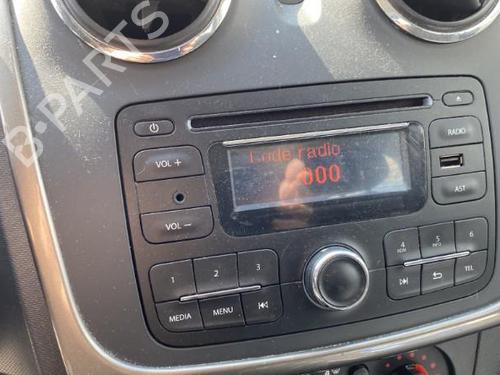 B-PARTS
Code radio
000
VOL +
VOL -
RADIO
AST
1 2 3
4 5 6
MEDIA MENU
TEL